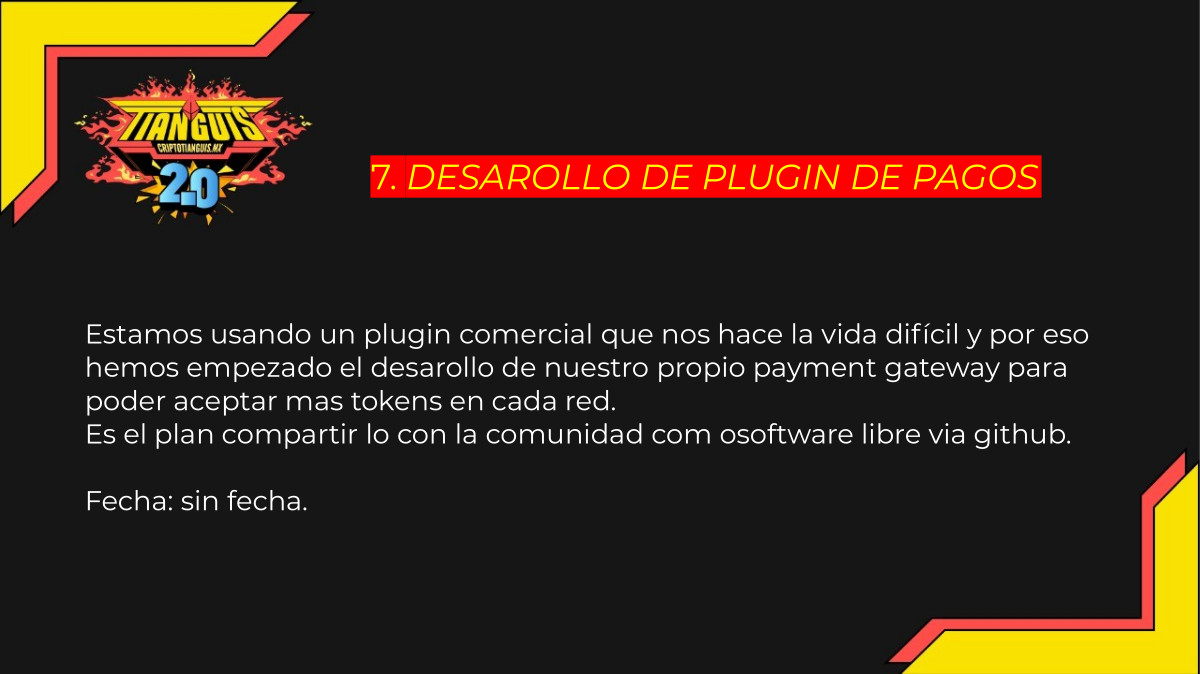 TIANGUIS
CRIPTOTIANGUIS.MX
2.0
7. DESAROLLO DE PLUGIN DE PAGOS
Estamos usando un plugin comercial que nos hace la vida difícil y por eso
hemos empezado el desarollo de nuestro propio payment gateway para
poder aceptar mas tokens en cada red.
Es el plan compartir lo con la comunidad com osoftware libre via github.
Fecha: sin fecha.